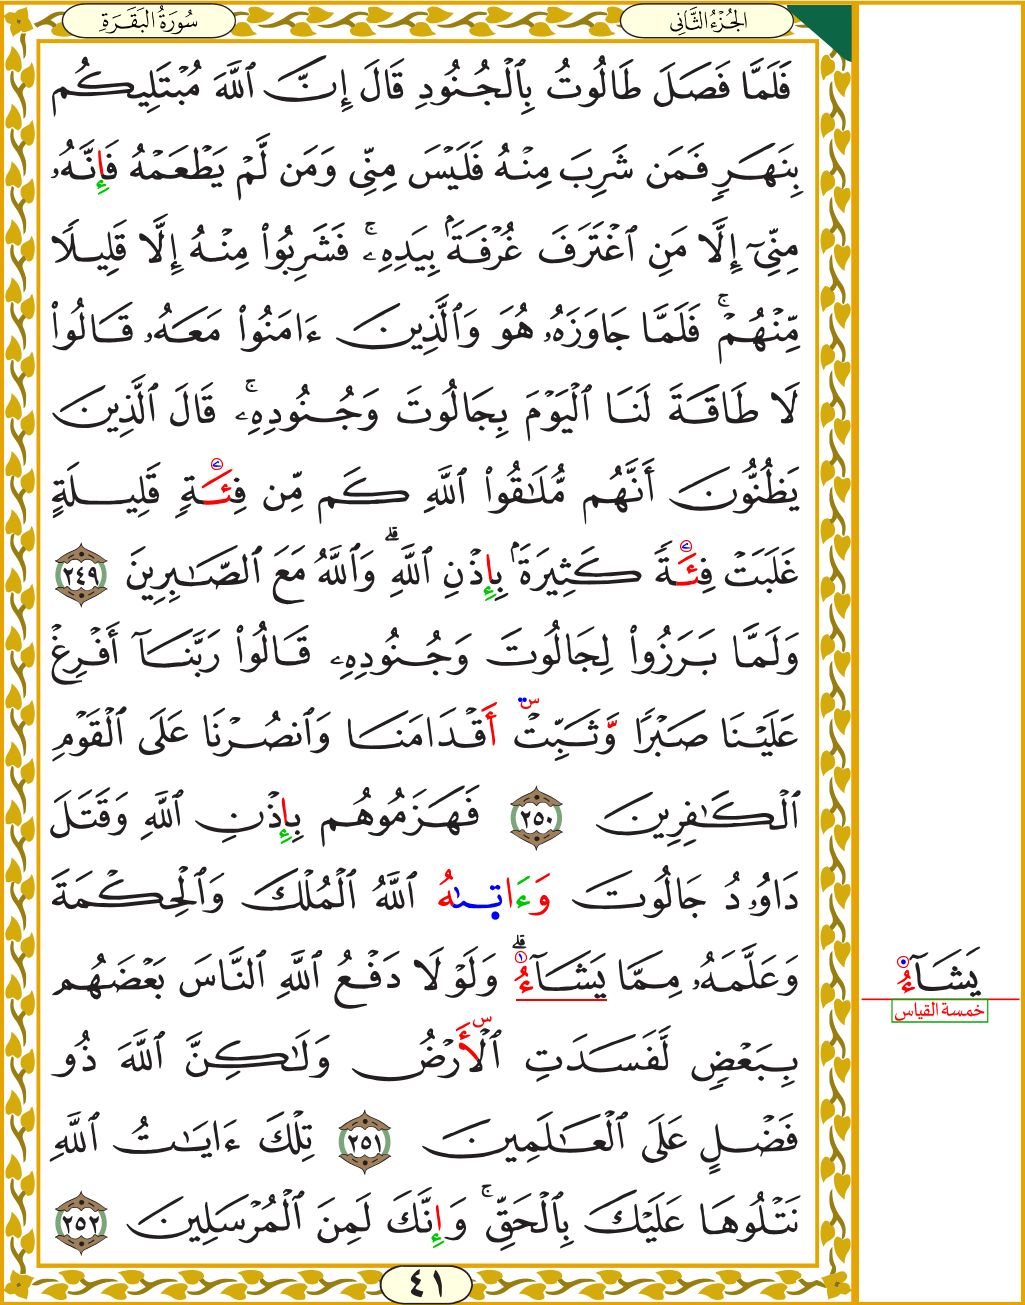 الجُزْءُ الثَّانِي
سُورَةُ البَقَرَةِ
فَلَمَّا فَصَلَ طَالُوتُ بِٱلْجُنُودِ قَالَ إِنَّ ٱللَّهَ مُبْتَلِيكُم
بِنَهَرٍ فَمَن شَرِبَ مِنْهُ فَلَيْسَ مِنِّي وَمَن لَّمْ يَطْعَمْهُ فَإِنَّهُۥ
مِنِّيٓ إِلَّا مَنِ ٱغْتَرَفَ غُرْفَةَۢ بِيَدِهِۦۚ فَشَرِبُوا۟ مِنْهُ إِلَّا قَلِيلًا
مِّنْهُمْۚ فَلَمَّا جَاوَزَهُۥ هُوَ وَٱلَّذِينَ ءَامَنُوا۟ مَعَهُۥ قَالُوا۟
لَا طَاقَةَ لَنَا ٱلْيَوْمَ بِجَالُوتَ وَجُنُودِهِۦۚ قَالَ ٱلَّذِينَ
يَظُنُّونَ أَنَّهُم مُّلَٰقُوا۟ ٱللَّهِ كَم مِّن فِئَةٍ قَلِيلَةٍ
غَلَبَتْ فِئَةً كَثِيرَةَۢ بِإِذْنِ ٱللَّهِۗ وَٱللَّهُ مَعَ ٱلصَّٰبِرِينَ ٢٤٩
وَلَمَّا بَرَزُوا۟ لِجَالُوتَ وَجُنُودِهِۦ قَالُوا۟ رَبَّنَآ أَفْرِغْ
عَلَيْنَا صَبْرًا وَّثَبِّتْ أَقْدَامَنَا وَٱنصُرْنَا عَلَى ٱلْقَوْمِ
ٱلْكَٰفِرِينَ ٢٥٠ فَهَزَمُوهُم بِإِذْنِ ٱللَّهِ وَقَتَلَ
دَاوُۥدُ جَالُوتَ وَءَاتىٰهُ ٱللَّهُ ٱلْمُلْكَ وَٱلْحِكْمَةَ
وَعَلَّمَهُۥ مِمَّا يَشَآءُۗ وَلَوْلَا دَفْعُ ٱللَّهِ ٱلنَّاسَ بَعْضَهُم
بِبَعْضٍ لَّفَسَدَتِ ٱلْأَرْضُ وَلَٰكِنَّ ٱللَّهَ ذُو
فَضْلٍ عَلَى ٱلْعَٰلَمِينَ ٢٥١ تِلْكَ ءَايَٰتُ ٱللَّهِ
نَتْلُوهَا عَلَيْكَ بِٱلْحَقِّۚ وَإِنَّكَ لَمِنَ ٱلْمُرْسَلِينَ ٢٥٢
٤١
يَشَآءُ
خمسة القياس